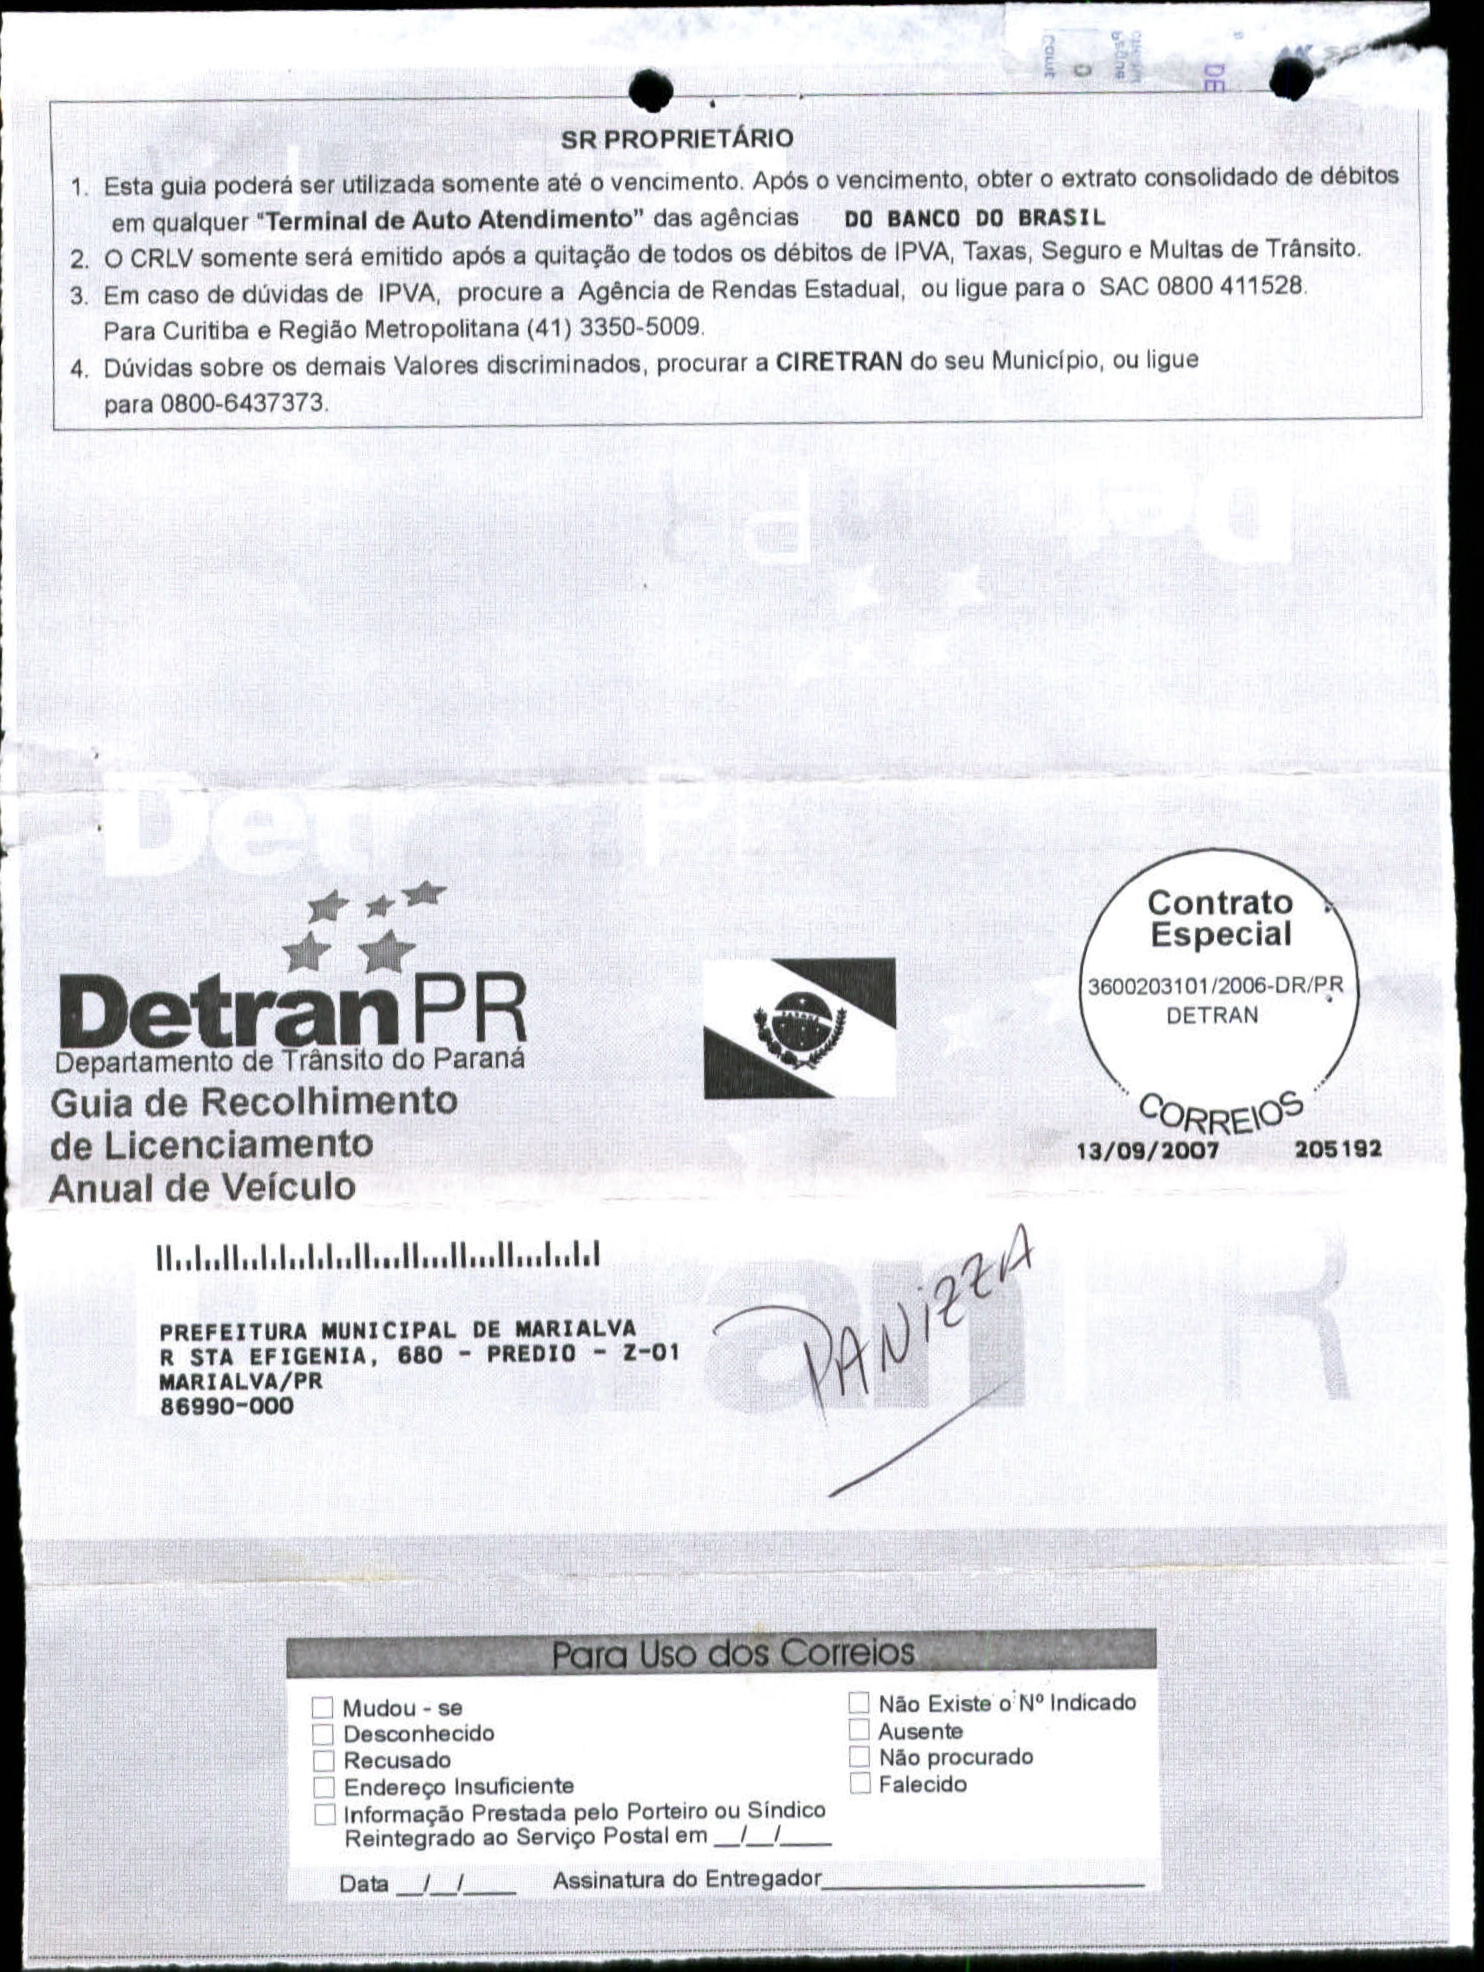 SR PROPRIETÁRIO
1. Esta guia poderá ser utilizada somente até o vencimento. Após o vencimento, obter o extrato consolidado de débitos
em qualquer "Terminal de Auto Atendimento" das agências DO BANCO DO BRASIL
2. O CRLV somente será emitido após a quitação de todos os débitos de IPVA, Taxas, Seguro e Multas de Trânsito.
3. Em caso de dúvidas de IPVA, procure a Agência de Rendas Estadual, ou ligue para o SAC 0800 411528.
Para Curitiba e Região Metropolitana (41) 3350-5009.
4. Dúvidas sobre os demais Valores discriminados, procurar a CIRETRAN do seu Município, ou ligue
para 0800-6437373.
DetranPR
Departamento de Trânsito do Paraná
Guia de Recolhimento
de Licenciamento
Anual de Veículo
Contrato
Especial
3600203101/2006-DR/PR
DETRAN
CORREIOS
13/09/2007 205192
PREFEITURA MUNICIPAL DE MARIALVA
R STA EFIGENIA, 680 - PREDIO - Z-01
MARIALVA/PR
86990-000
PANIZZA
Para Uso dos Correios
Mudou - se
Desconhecido
Recusado
Endereço Insuficiente
Informação Prestada pelo Porteiro ou Síndico
Reintegrado ao Serviço Postal em __/__/____
Não Existe o Nº Indicado
Ausente
Não procurado
Falecido
Data __/__/____ Assinatura do Entregador____________________